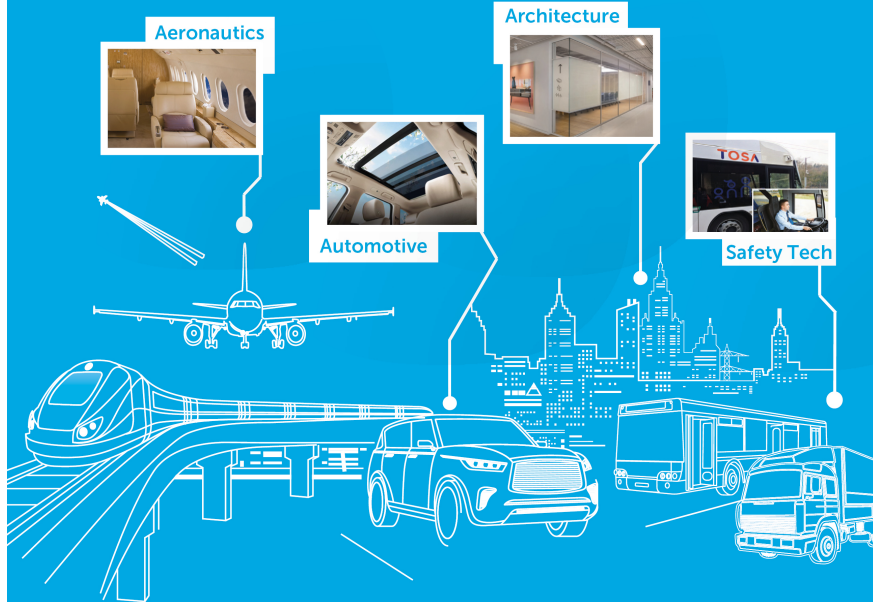 Aeronautics
Architecture
Automotive
TOSA
Safety Tech